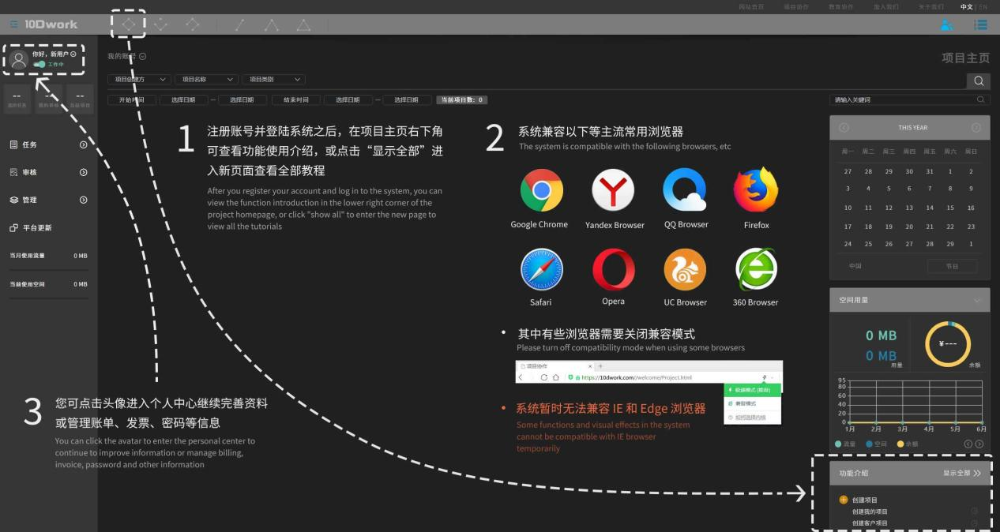 网站首页 项目协作 教育协作 加入我们 关于我们 中文 | EN
10Dwork
你好，新用户
工作中
-- -- --
我的任务 我的审核 当前项目
任务
审核
管理
平台更新
当月使用流量 0 MB
当前使用空间 0 MB
我的账号
项目主页
项目创建方 项目名称 项目类别
开始时间 选择日期 — 选择日期 结束时间 选择日期 — 选择日期 当前项目数: 0
请输入关键词
1
注册账号并登陆系统之后，在项目主页右下角
可查看功能使用介绍，或点击“显示全部”进
入新页面查看全部教程
After you register your account and log in to the system, you can
view the function introduction in the lower right corner of the
project homepage, or click "show all" to enter the new page to
view all the tutorials
2
系统兼容以下等主流常用浏览器
The system is compatible with the following browsers, etc
Google Chrome Yandex Browser QQ Browser Firefox
Safari Opera UC Browser 360 Browser
• 其中有些浏览器需要关闭兼容模式
Please turn off compatibility mode when using some browsers
项目协作 × +
https://10dwork.com//welcome/Project.html
极速模式 (推荐)
兼容模式
如何选择内核
• 系统暂时无法兼容 IE 和 Edge 浏览器
Some functions and visual effects in the system
cannot be compatible with IE browser
temporarily
3
您可点击头像进入个人中心继续完善资料
或管理账单、发票、密码等信息
You can click the avatar to enter the personal center to
continue to improve information or manage billing,
invoice, password and other information
THIS YEAR
周一 周二 周三 周四 周五 周六 周日
27 28 29 30 31 1 2
3 4 5 6 7 8 9
10 11 12 13 14 15 16
17 18 19 20 21 22 23
24 25 26 27 28 29 1
中国 节日
空间用量
0 MB
0 MB
用量
¥---
余额
95
80
60
40
20
0
1月 2月 3月 4月 5月 6月
流量 空间 余额
功能介绍 显示全部
创建项目
创建我的项目
创建客户项目